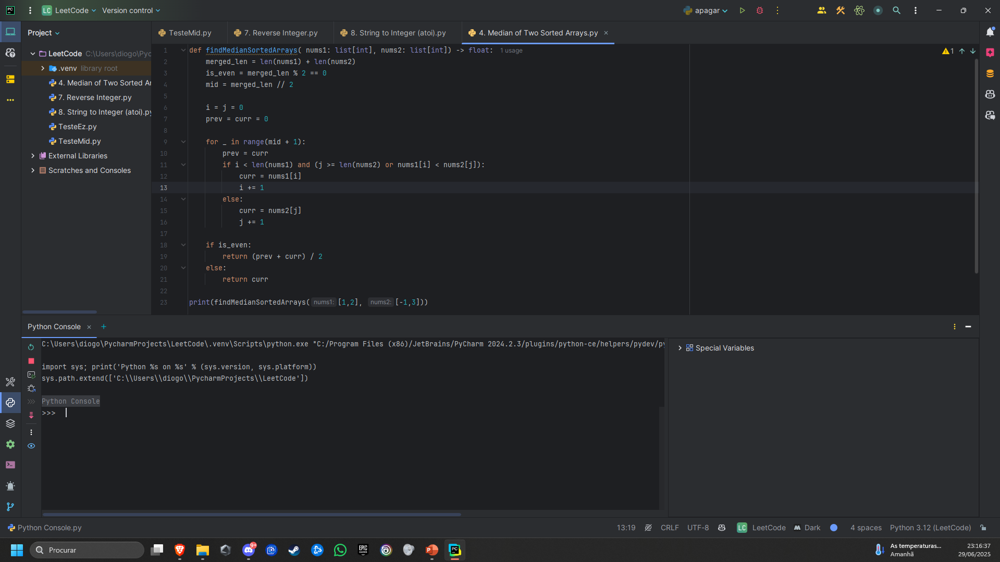 PC
LC LeetCode Version control
apagar
Project
LeetCode C:\Users\diogo\Pyc
.venv library root
4. Median of Two Sorted Ar
7. Reverse Integer.py
8. String to Integer (atoi).py
TesteEz.py
TesteMid.py
External Libraries
Scratches and Consoles
TesteMid.py 7. Reverse Integer.py 8. String to Integer (atoi).py 4. Median of Two Sorted Arrays.py
1 def findMedianSortedArrays( nums1: list[int], nums2: list[int]) -> float: 1 usage
2 merged_len = len(nums1) + len(nums2)
3 is_even = merged_len % 2 == 0
4 mid = merged_len // 2
5
6 i = j = 0
7 prev = curr = 0
8
9 for _ in range(mid + 1):
10 prev = curr
11 if i < len(nums1) and (j >= len(nums2) or nums1[i] < nums2[j]):
12 curr = nums1[i]
13 i += 1
14 else:
15 curr = nums2[j]
16 j += 1
17
18 if is_even:
19 return (prev + curr) / 2
20 else:
21 return curr
22
23 print(findMedianSortedArrays( nums1: [1,2], nums2: [-1,3]))
1
Python Console
C:\Users\diogo\PycharmProjects\LeetCode\.venv\Scripts\python.exe "C:/Program Files (x86)/JetBrains/PyCharm 2024.2.3/plugins/python-ce/helpers/pydev/py
import sys; print('Python %s on %s' % (sys.version, sys.platform))
sys.path.extend(['C:\\Users\\diogo\\PycharmProjects\\LeetCode'])
Python Console
>>>
Special Variables
Python Console.py
13:19 CRLF UTF-8 LC LeetCode Dark 4 spaces Python 3.12 (LeetCode)
Procurar
9+
EPIC GAMES
P
PC
As temperaturas...
Amanhã
23:16:37
29/06/2025